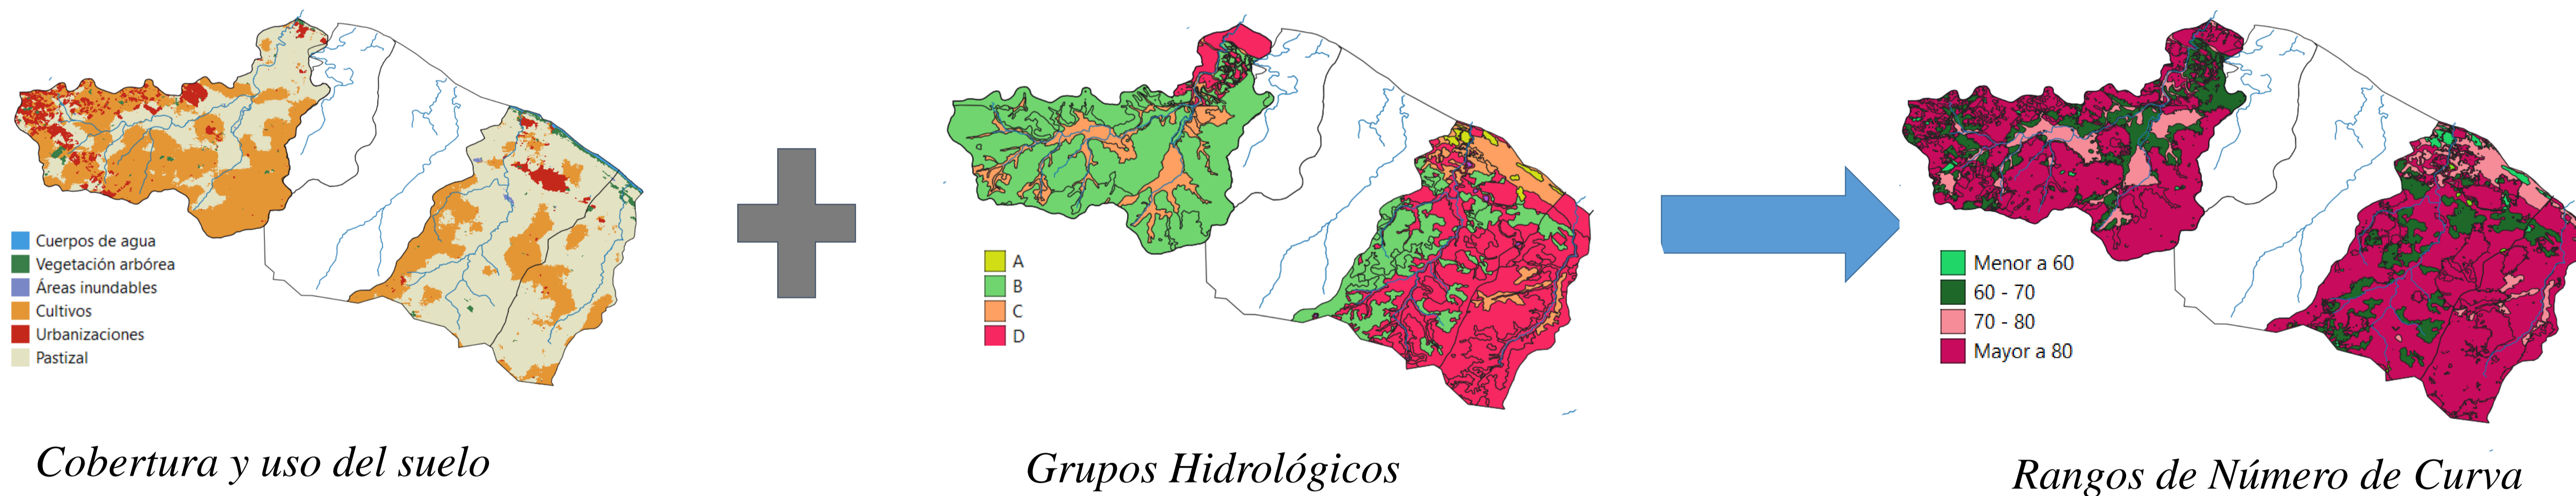 Cuerpos de agua
Vegetación arbórea
Áreas inundables
Cultivos
Urbanizaciones
Pastizal
Cobertura y uso del suelo
A
B
C
D
Grupos Hidrológicos
Menor a 60
60 - 70
70 - 80
Mayor a 80
Rangos de Número de Curva